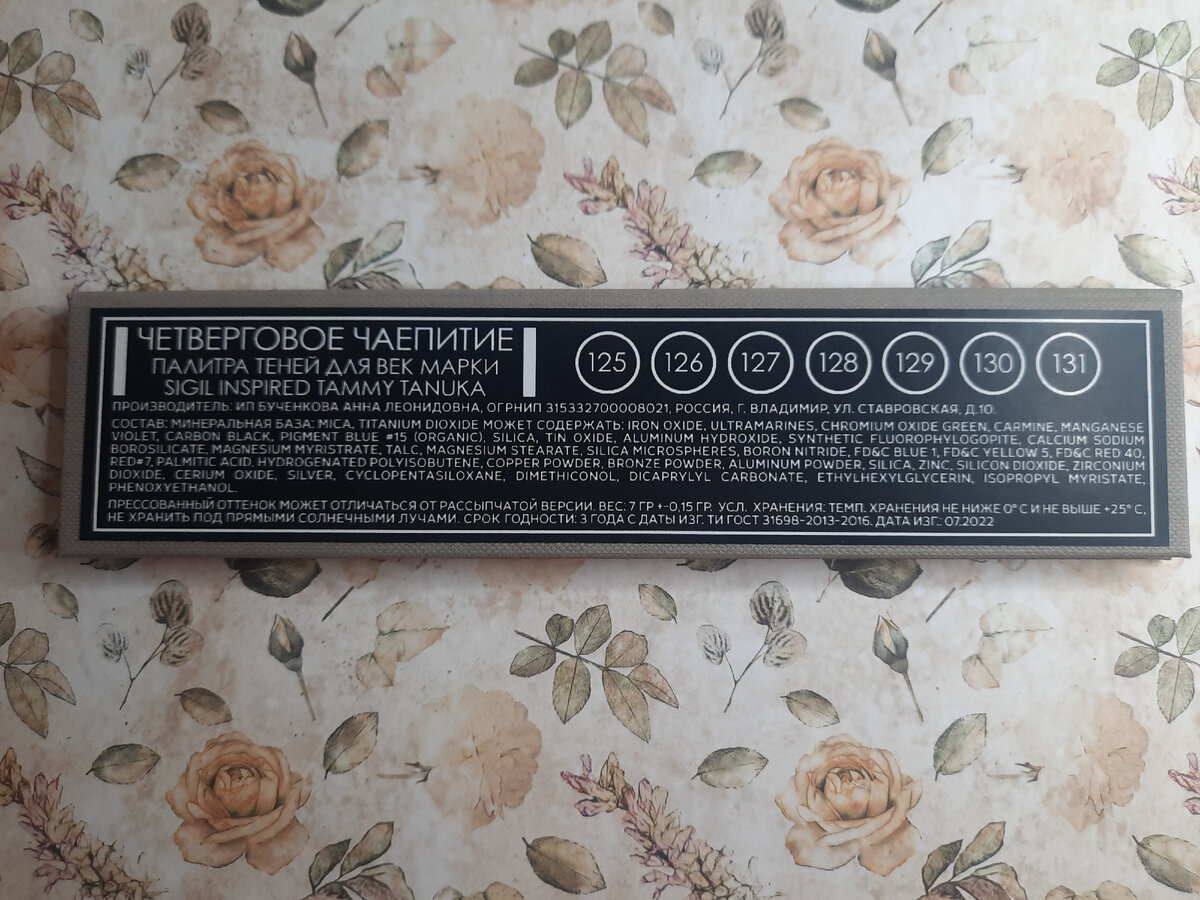 ЧЕТВЕРГОВОЕ ЧАЕПИТИЕ
ПАЛИТРА ТЕНЕЙ ДЛЯ ВЕК МАРКИ
SIGIL INSPIRED TAMMY TANUKA
125 126 127 128 129 130 131
ПРОИЗВОДИТЕЛЬ: ИП БУЧЕНКОВА АННА ЛЕОНИДОВНА, ОГРНИП 315332700008021, РОССИЯ, Г. ВЛАДИМИР, УЛ. СТАВРОВСКАЯ, Д.10.
СОСТАВ: МИНЕРАЛЬНАЯ БАЗА: MICA, TITANIUM DIOXIDE МОЖЕТ СОДЕРЖАТЬ: IRON OXIDE, ULTRAMARINES, CHROMIUM OXIDE GREEN, CARMINE, MANGANESE
VIOLET, CARBON BLACK, PIGMENT BLUE #15 (ORGANIC), SILICA, TIN OXIDE, ALUMINUM HYDROXIDE, SYNTHETIC FLUOROPHYLOGOPITE, CALCIUM SODIUM
BOROSILICATE, MAGNESIUM MYRISTRATE, TALC, MAGNESIUM STEARATE, SILICA MICROSPHERES, BORON NITRIDE, FD&C BLUE 1, FD&C YELLOW 5, FD&C RED 40,
RED#7, PALMITIC ACID, HYDROGENATED POLYISOBUTENE, COPPER POWDER, BRONZE POWDER, ALUMINUM POWDER, SILICA, ZINC, SILICON DIOXIDE, ZIRCONIUM
DIOXIDE, CERIUM OXIDE, SILVER, CYCLOPENTASILOXANE, DIMETHICONOL, DICAPRYLYL CARBONATE, ETHYLHEXYLGLYCERIN, ISOPROPYL MYRISTATE,
PHENOXYETHANOL.
ПРЕССОВАННЫЙ ОТТЕНОК МОЖЕТ ОТЛИЧАТЬСЯ ОТ РАССЫПЧАТОЙ ВЕРСИИ. ВЕС: 7 ГР +-0,15 ГР. УСЛ. ХРАНЕНИЯ: ТЕМП. ХРАНЕНИЯ НЕ НИЖЕ 0° С И НЕ ВЫШЕ +25° С,
НЕ ХРАНИТЬ ПОД ПРЯМЫМИ СОЛНЕЧНЫМИ ЛУЧАМИ. СРОК ГОДНОСТИ: 3 ГОДА С ДАТЫ ИЗГ. ТИ ГОСТ 31698-2013-2016. ДАТА ИЗГ.: 07.2022